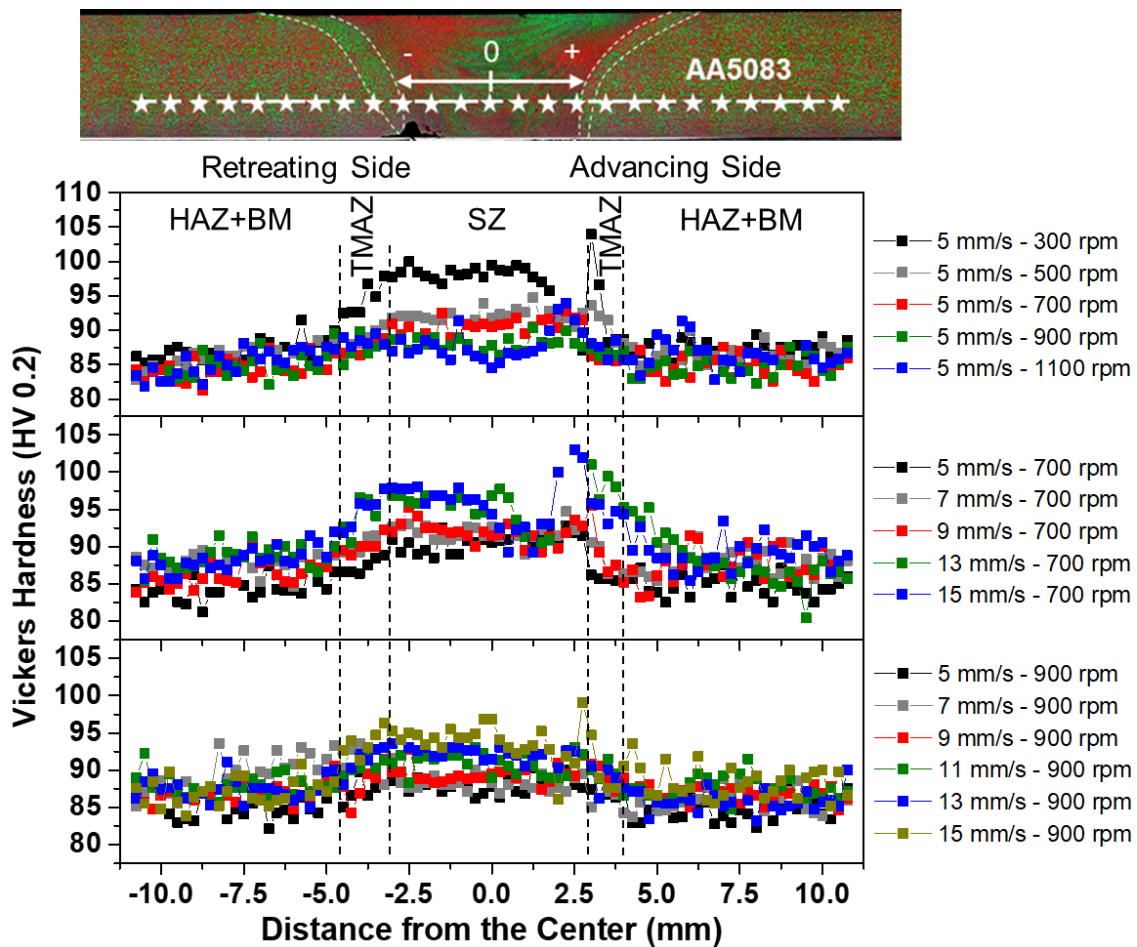 - 0 +
AA5083
Retreating Side Advancing Side
Vickers Hardness (HV 0.2)
110
105
100
95
90
85
80
HAZ+BM TMAZ SZ TMAZ HAZ+BM
5 mm/s - 300 rpm
5 mm/s - 500 rpm
5 mm/s - 700 rpm
5 mm/s - 900 rpm
5 mm/s - 1100 rpm
105
100
95
90
85
80
5 mm/s - 700 rpm
7 mm/s - 700 rpm
9 mm/s - 700 rpm
13 mm/s - 700 rpm
15 mm/s - 700 rpm
105
100
95
90
85
80
5 mm/s - 900 rpm
7 mm/s - 900 rpm
9 mm/s - 900 rpm
11 mm/s - 900 rpm
13 mm/s - 900 rpm
15 mm/s - 900 rpm
-10.0 -7.5 -5.0 -2.5 0.0 2.5 5.0 7.5 10.0
Distance from the Center (mm)